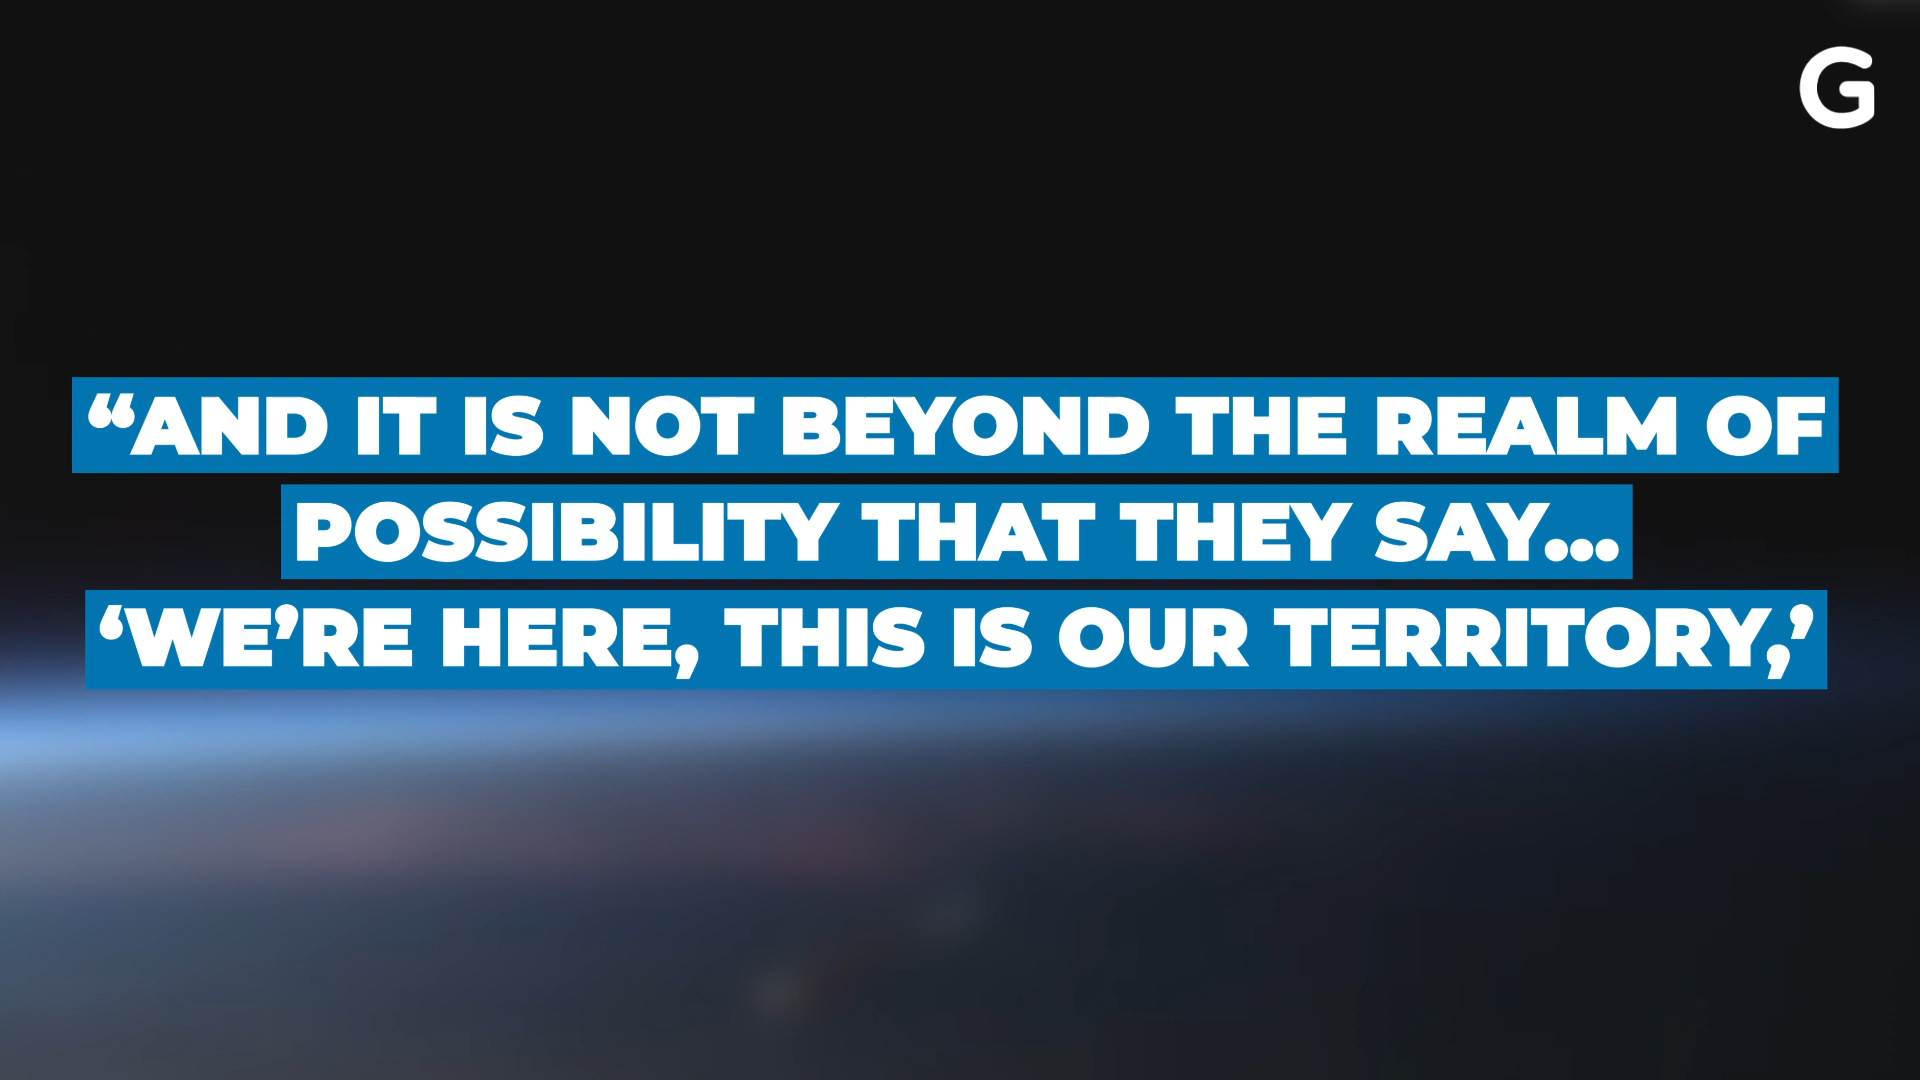 G
“AND IT IS NOT BEYOND THE REALM OF
POSSIBILITY THAT THEY SAY...
‘WE’RE HERE, THIS IS OUR TERRITORY,’